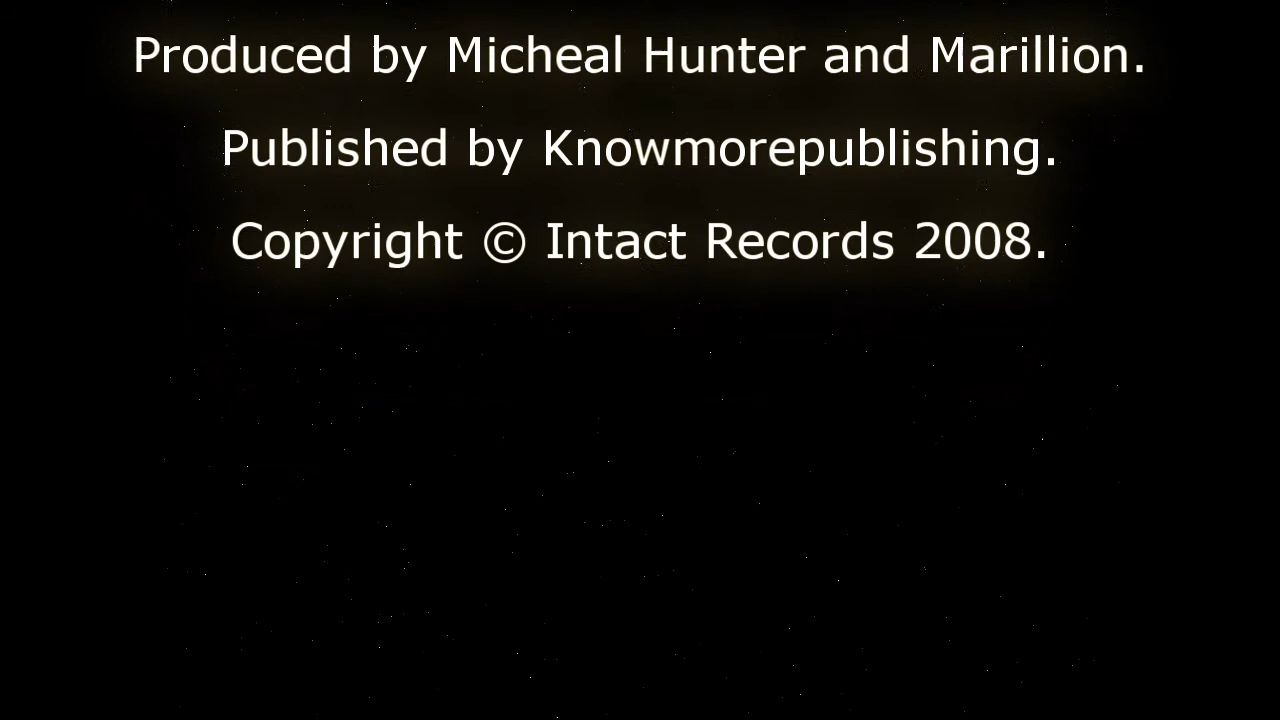 Produced by Micheal Hunter and Marillion.
Published by Knowmorepublishing.
Copyright © Intact Records 2008.